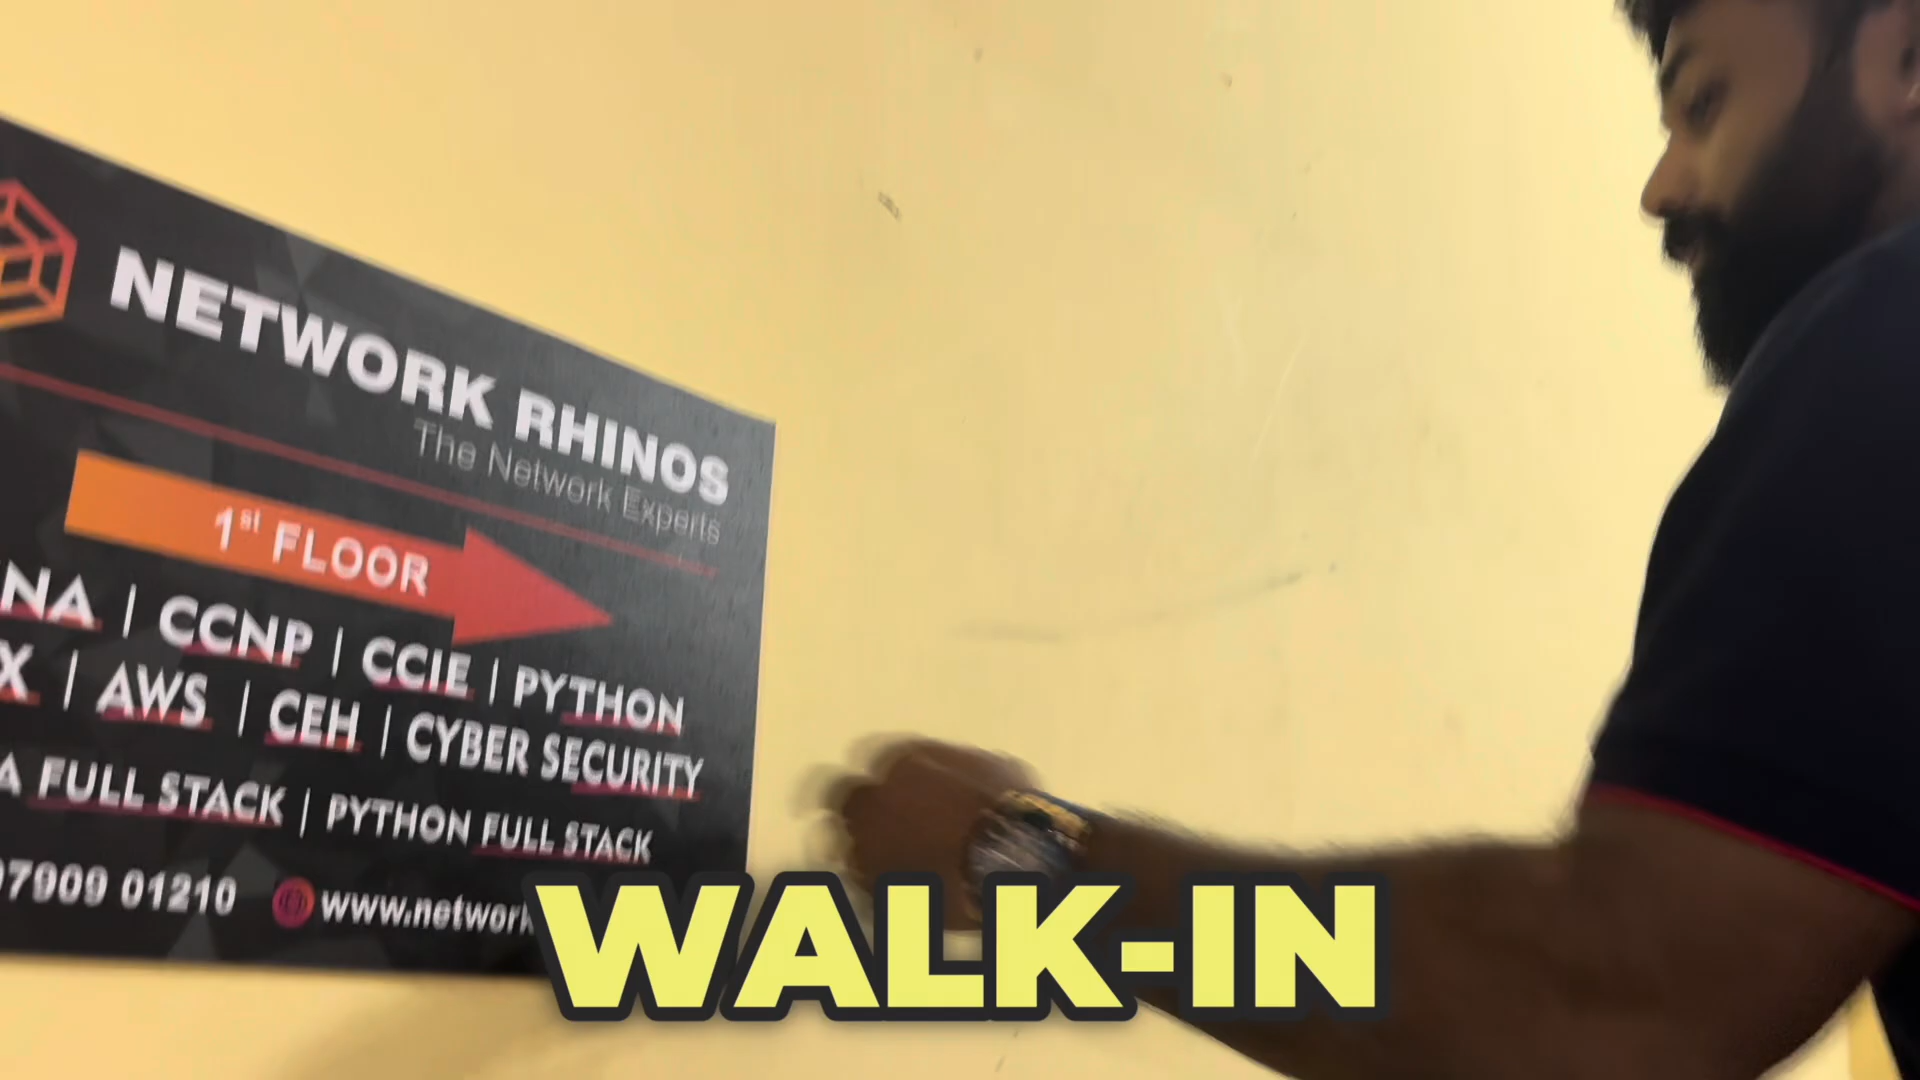 NETWORK RHINOS
The Network Experts
1st FLOOR
NA | CCNP | CCIE | PYTHON
X | AWS | CEH | CYBER SECURITY
A FULL STACK | PYTHON FULL STACK
97909 01210 www.network
WALK-IN